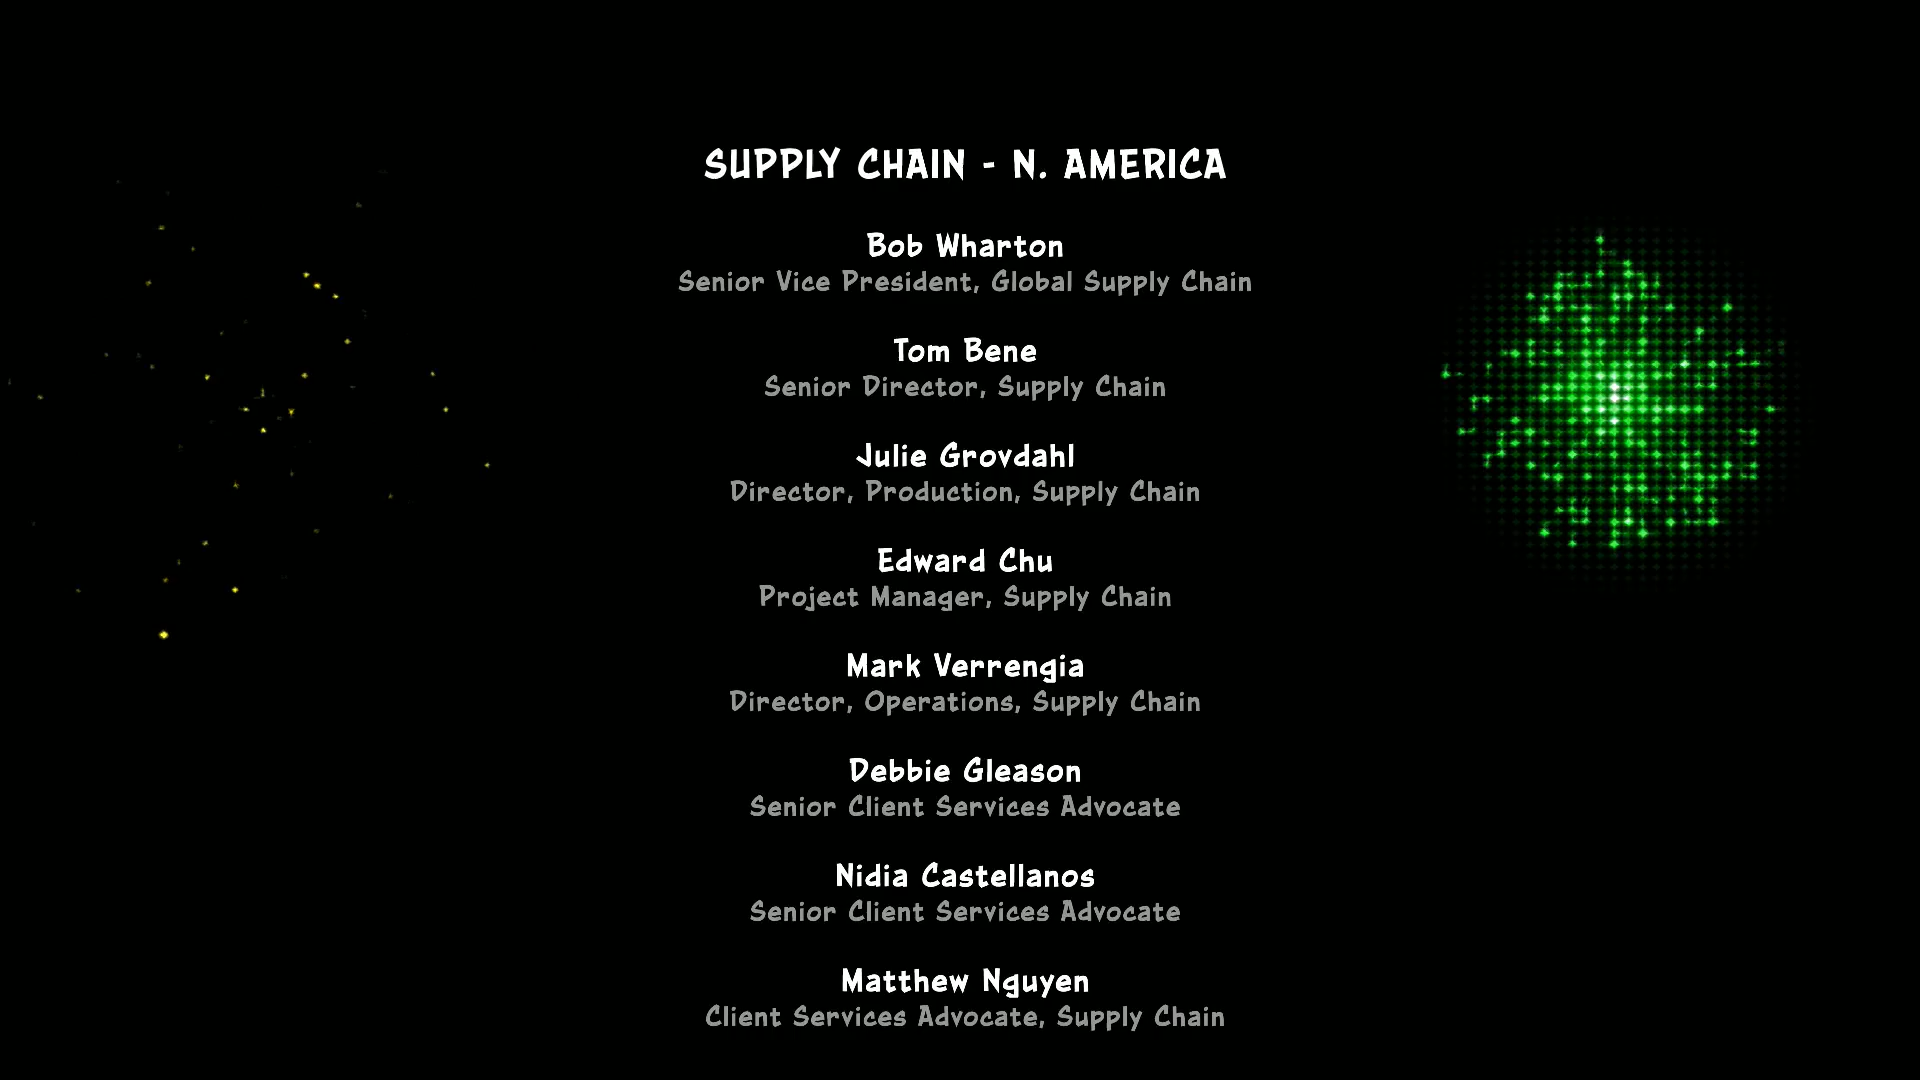 SUPPLY CHAIN - N. AMERICA
Bob Wharton
Senior Vice President, Global Supply Chain
Tom Bene
Senior Director, Supply Chain
Julie Grovdahl
Director, Production, Supply Chain
Edward Chu
Project Manager, Supply Chain
Mark Verrengia
Director, Operations, Supply Chain
Debbie Gleason
Senior Client Services Advocate
Nidia Castellanos
Senior Client Services Advocate
Matthew Nguyen
Client Services Advocate, Supply Chain